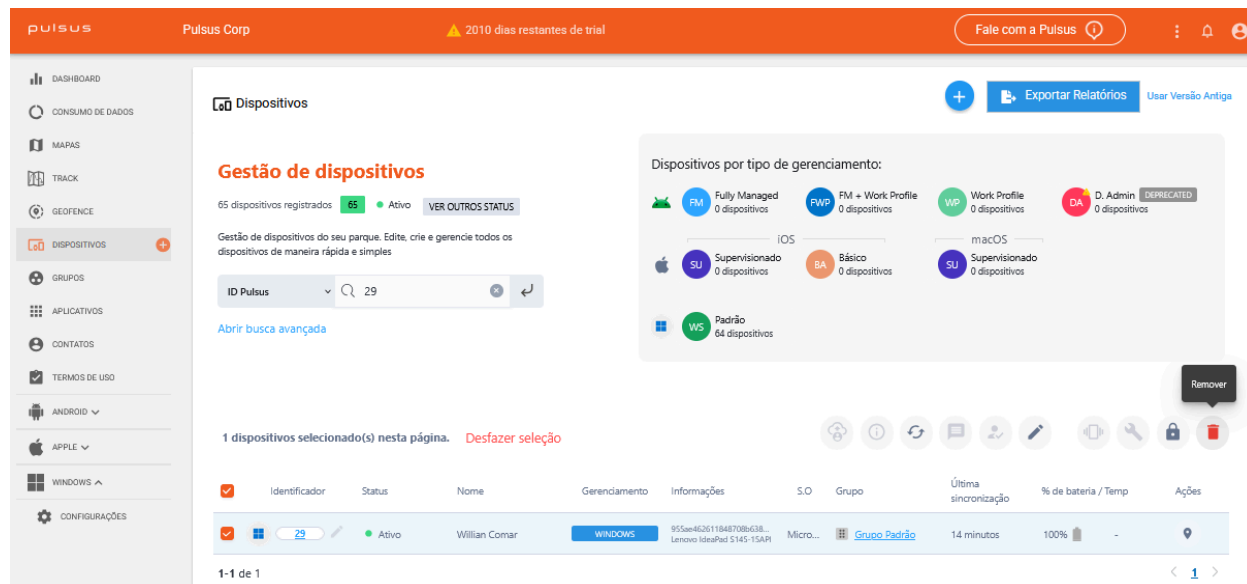 pulsus
Pulsus Corp
2010 dias restantes de trial
Fale com a Pulsus
DASHBOARD
CONSUMO DE DADOS
MAPAS
TRACK
GEOFENCE
DISPOSITIVOS
GRUPOS
APLICATIVOS
CONTATOS
TERMOS DE USO
ANDROID
APPLE
WINDOWS
CONFIGURAÇÕES
Dispositivos
+
Exportar Relatórios
Usar Versão Antiga
Gestão de dispositivos
65 dispositivos registrados 65 Ativo VER OUTROS STATUS
Gestão de dispositivos do seu parque. Edite, crie e gerencie todos os
dispositivos de maneira rápida e simples
ID Pulsus 29
Abrir busca avançada
Dispositivos por tipo de gerenciamento:
FM Fully Managed
0 dispositivos
FWP FM + Work Profile
0 dispositivos
WP Work Profile
0 dispositivos
DA D. Admin DEPRECATED
0 dispositivos
iOS
SU Supervisionado
0 dispositivos
BA Básico
0 dispositivos
macOS
SU Supervisionado
0 dispositivos
WS Padrão
64 dispositivos
Remover
1 dispositivos selecionado(s) nesta página. Desfazer seleção
Identificador Status Nome Gerenciamento Informações S.O Grupo Última sincronização % de bateria / Temp Ações
29 Ativo Willian Comar WINDOWS 955ae462611848708b638... Micro... Grupo Padrão 14 minutos 100% -
Lenovo IdeaPad S145-15API
1-1 de 1
< 1 >